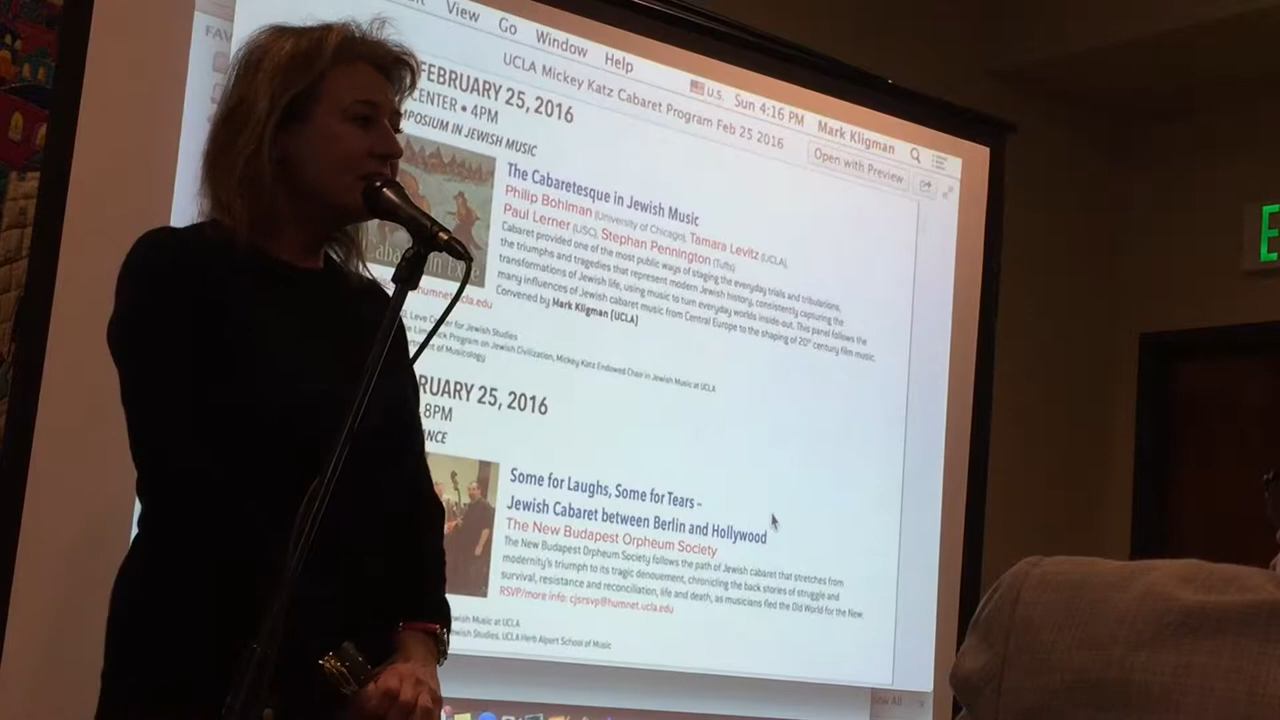 View Go Window Help
U.S. Sun 4:16 PM Mark Kligman
UCLA Mickey Katz Cabaret Program Feb 25 2016
Open with Preview
FAV
FEBRUARY 25, 2016
CENTER • 4PM
MPOSIUM IN JEWISH MUSIC
The Cabaretesque in Jewish Music
Philip Bohlman (University of Chicago), Tamara Levitz (UCLA),
Paul Lerner (USC), Stephan Pennington (Tufts)
Cabaret provided one of the most public ways of staging the everyday trials and tribulations,
the triumphs and tragedies that represent modern Jewish history, consistently capturing the
transformations of Jewish life, using music to turn everyday worlds inside-out. This panel follows the
many influences of Jewish cabaret music from Central Europe to the shaping of 20th century film music.
Convened by Mark Kligman (UCLA)
humnet.ucla.edu
Leve Center for Jewish Studies
Program on Jewish Civilization, Mickey Katz Endowed Chair in Jewish Music at UCLA
artment of Musicology
RUARY 25, 2016
8PM
ANCE
Some for Laughs, Some for Tears –
Jewish Cabaret between Berlin and Hollywood
The New Budapest Orpheum Society
The New Budapest Orpheum Society follows the path of Jewish cabaret that stretches from
modernity's triumph to its tragic denouement, chronicling the back stories of struggle and
survival, resistance and reconciliation, life and death, as musicians fled the Old World for the New.
RSVP/more info: cjsrsvp@humnet.ucla.edu
ewish Music at UCLA
ewish Studies, UCLA Herb Alpert School of Music
E